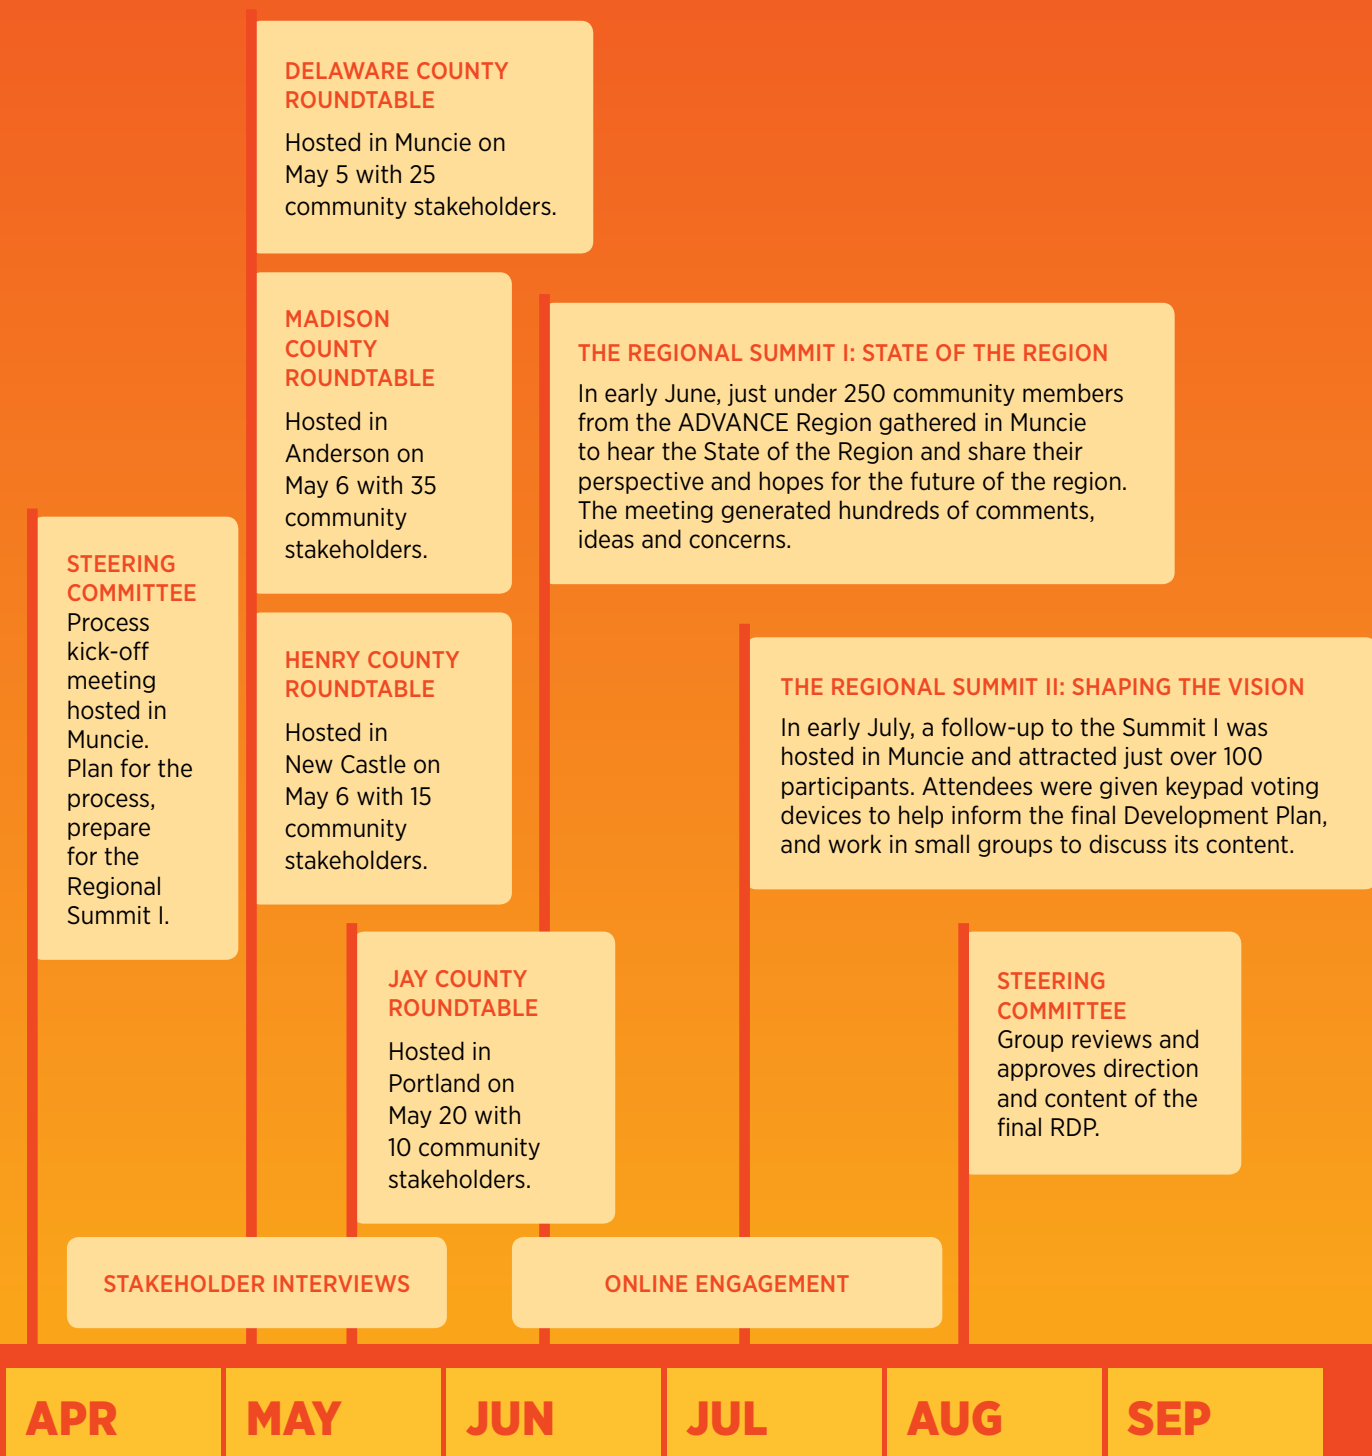 DELAWARE COUNTY
ROUNDTABLE
Hosted in Muncie on
May 5 with 25
community stakeholders.
MADISON
COUNTY
ROUNDTABLE
Hosted in
Anderson on
May 6 with 35
community
stakeholders.
THE REGIONAL SUMMIT I: STATE OF THE REGION
In early June, just under 250 community members
from the ADVANCE Region gathered in Muncie
to hear the State of the Region and share their
perspective and hopes for the future of the region.
The meeting generated hundreds of comments,
ideas and concerns.
STEERING
COMMITTEE
Process
kick-off
meeting
hosted in
Muncie.
Plan for the
process,
prepare
for the
Regional
Summit I.
HENRY COUNTY
ROUNDTABLE
Hosted in
New Castle on
May 6 with 15
community
stakeholders.
THE REGIONAL SUMMIT II: SHAPING THE VISION
In early July, a follow-up to the Summit I was
hosted in Muncie and attracted just over 100
participants. Attendees were given keypad voting
devices to help inform the final Development Plan,
and work in small groups to discuss its content.
JAY COUNTY
ROUNDTABLE
Hosted in
Portland on
May 20 with
10 community
stakeholders.
STEERING
COMMITTEE
Group reviews and
approves direction
and content of the
final RDP.
STAKEHOLDER INTERVIEWS
ONLINE ENGAGEMENT
APR
MAY
JUN
JUL
AUG
SEP